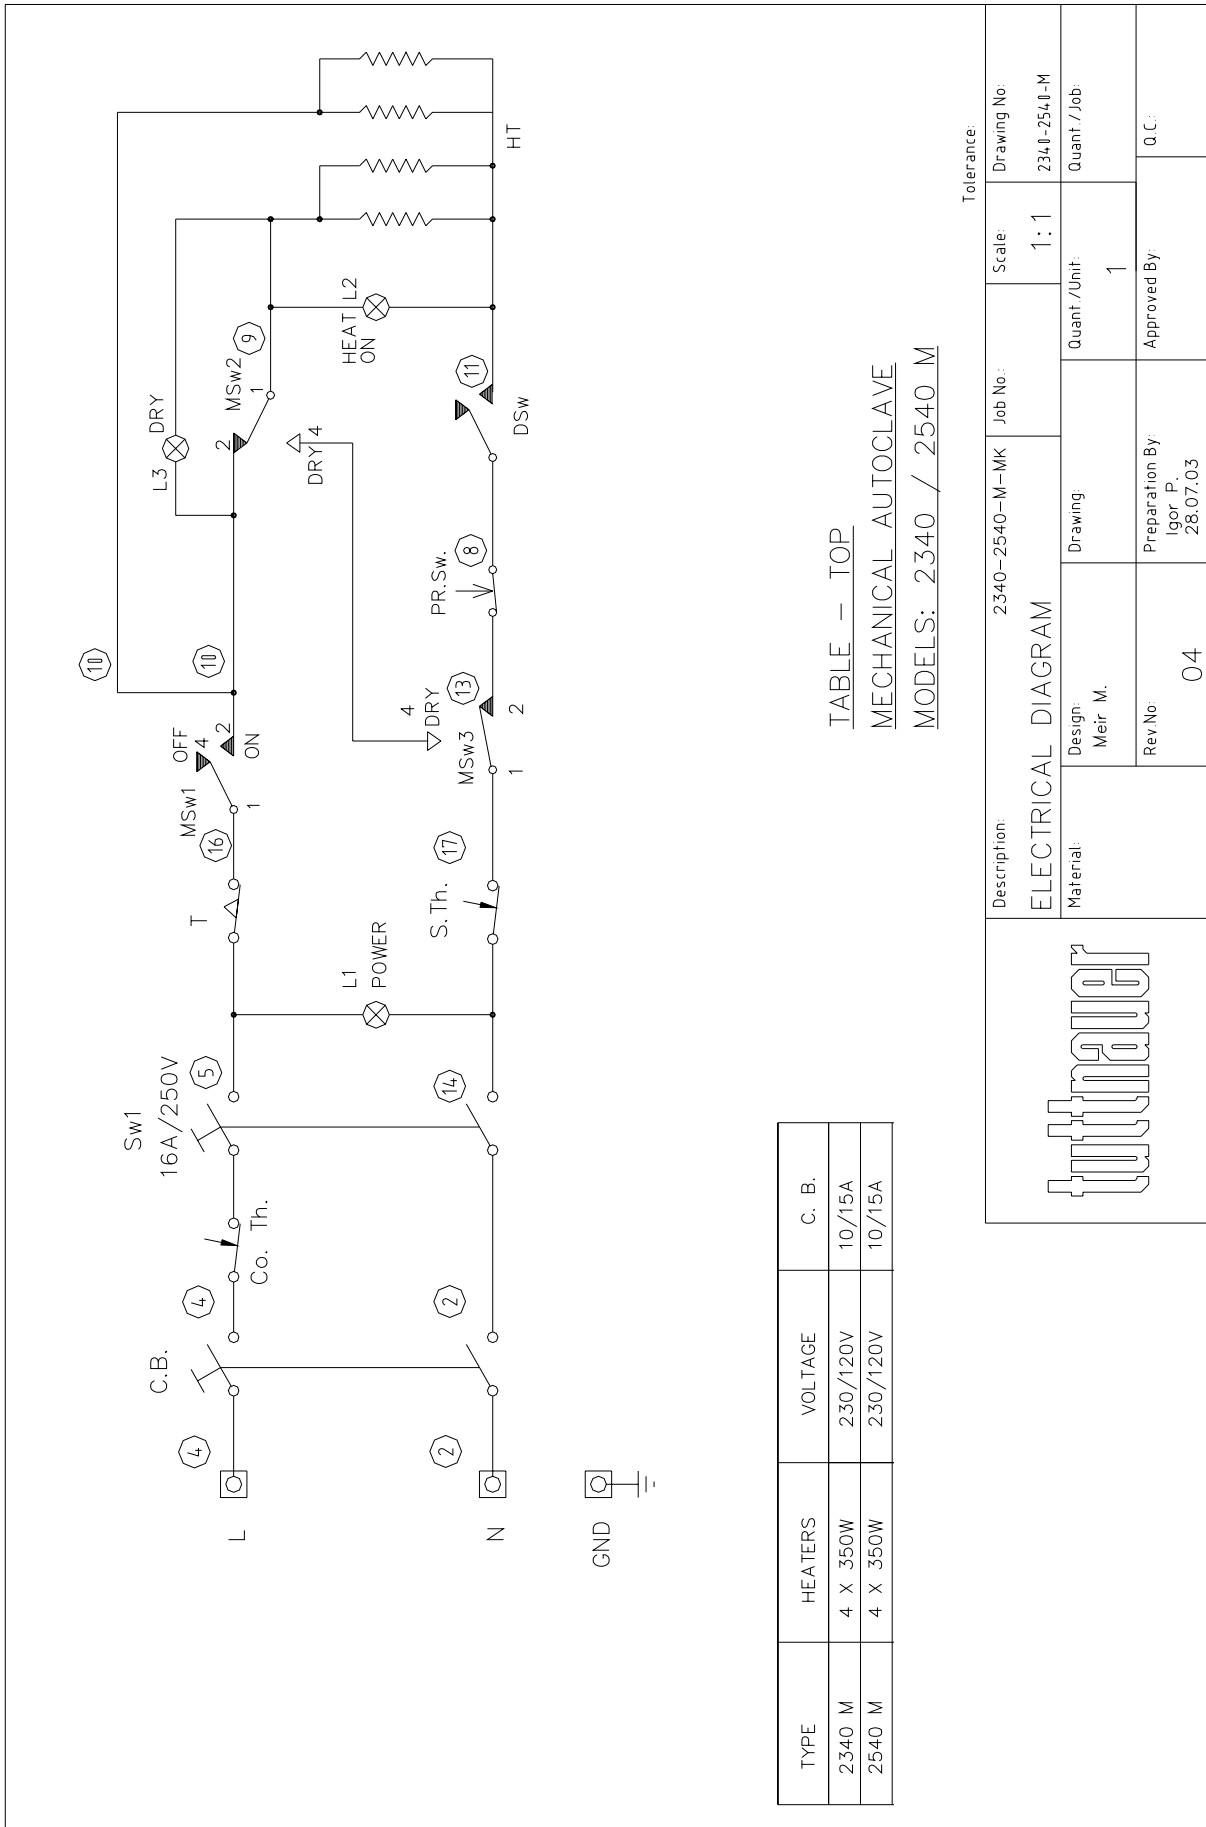 L
4
C.B.
4
Co. Th.
Sw1
16A/250V
5
T
16
MSw1
1
OFF
4
2
ON
10
10
L3
DRY
2
MSw2
1
9
DRY 4
L1
POWER
HEAT L2
ON
HT
N
2
2
14
S.Th.
17
MSw3
1
4
DRY
13
2
PR.Sw.
8
DSw
11
GND
TABLE – TOP
MECHANICAL AUTOCLAVE
MODELS: 2340 / 2540 M
TYPE HEATERS VOLTAGE C. B.
2340 M 4 X 350W 230/120V 10/15A
2540 M 4 X 350W 230/120V 10/15A
Tolerance:
tuttnauer
Description: 2340-2540-M-MK
ELECTRICAL DIAGRAM
Job No.:
Scale:
1:1
Drawing No:
2340-2540-M
Material:
Design:
Meir M.
Drawing:
Quant./Unit:
1
Quant./Job:
Rev.No:
04
Preparation By:
Igor P.
28.07.03
Approved By:
Q.C.: